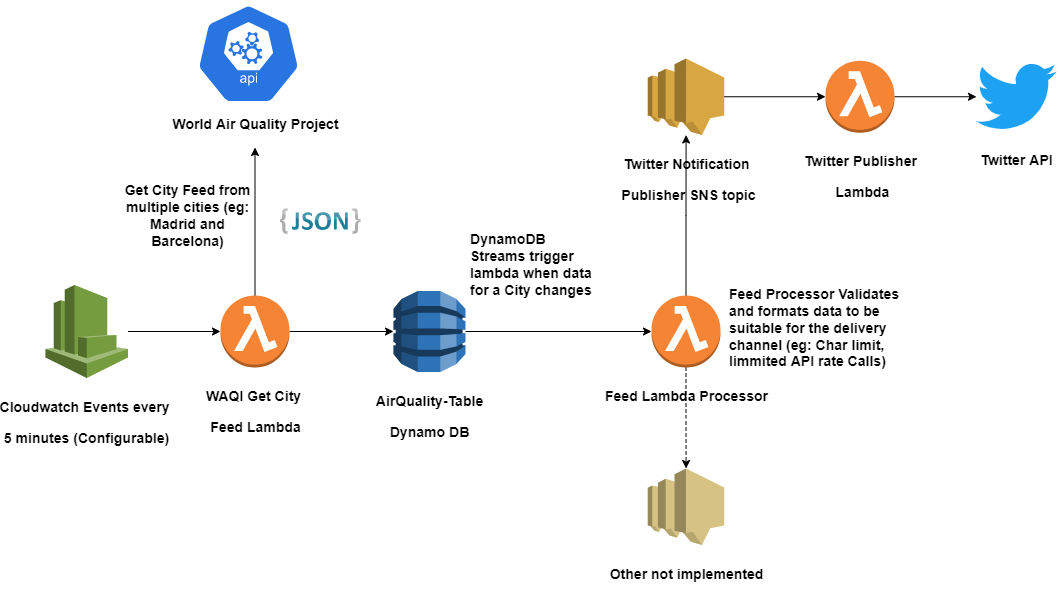 api
World Air Quality Project
Get City Feed from
multiple cities (eg:
Madrid and
Barcelona)
{JSON}
Cloudwatch Events every
5 minutes (Configurable)
WAQI Get City
Feed Lambda
AirQuality-Table
Dynamo DB
DynamoDB
Streams trigger
lambda when data
for a City changes
Feed Lambda Processor
Feed Processor Validates
and formats data to be
suitable for the delivery
channel (eg: Char limit,
limmited API rate Calls)
Twitter Notification
Publisher SNS topic
Twitter Publisher
Lambda
Twitter API
Other not implemented